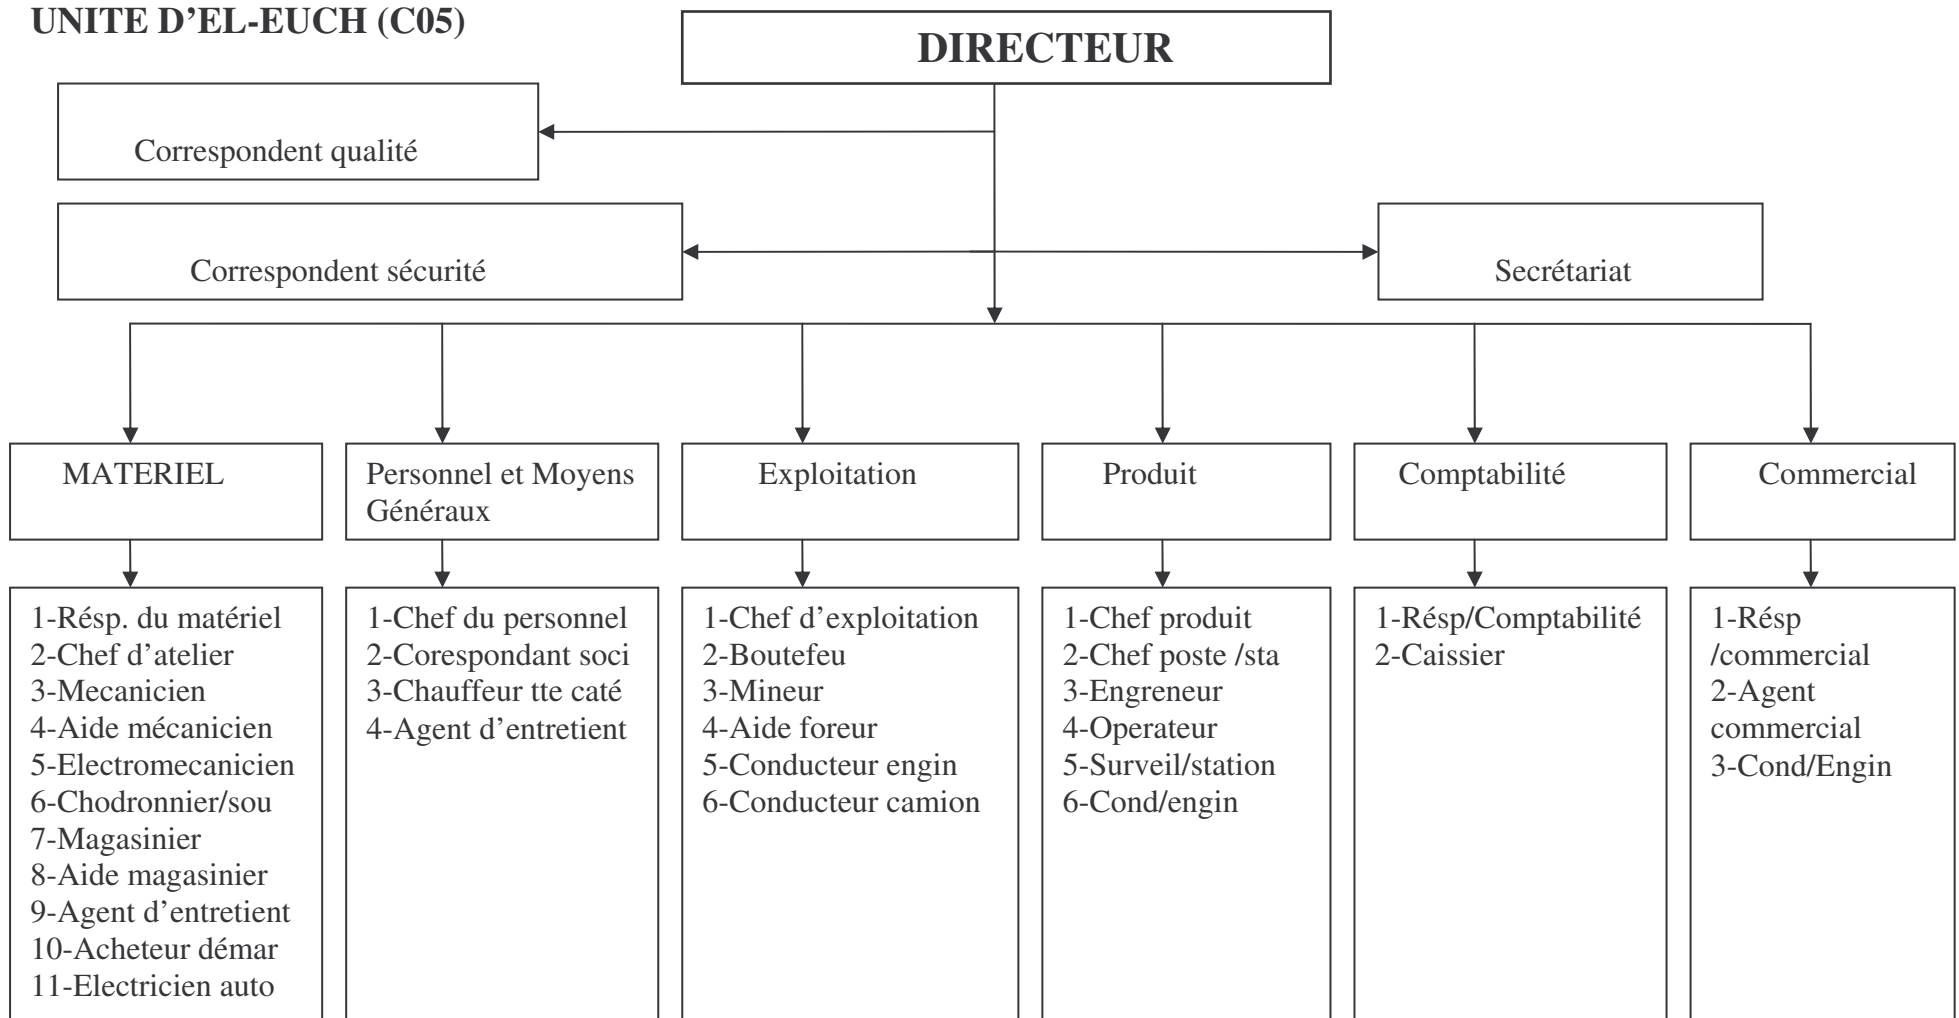 UNITE D’EL-EUCH (C05)
DIRECTEUR
Correspondent qualité
Correspondent sécurité
Secrétariat
MATERIEL
Personnel et Moyens
Généraux
Exploitation
Produit
Comptabilité
Commercial
1-Résp. du matériel
2-Chef d’atelier
3-Mecanicien
4-Aide mécanicien
5-Electromecanicien
6-Chodronnier/sou
7-Magasinier
8-Aide magasinier
9-Agent d’entretient
10-Acheteur démar
11-Electricien auto
1-Chef du personnel
2-Corespondant soci
3-Chauffeur tte caté
4-Agent d’entretient
1-Chef d’exploitation
2-Boutefeu
3-Mineur
4-Aide foreur
5-Conducteur engin
6-Conducteur camion
1-Chef produit
2-Chef poste /sta
3-Engreneur
4-Operateur
5-Surveil/station
6-Cond/engin
1-Résp/Comptabilité
2-Caissier
1-Résp
/commercial
2-Agent
commercial
3-Cond/Engin